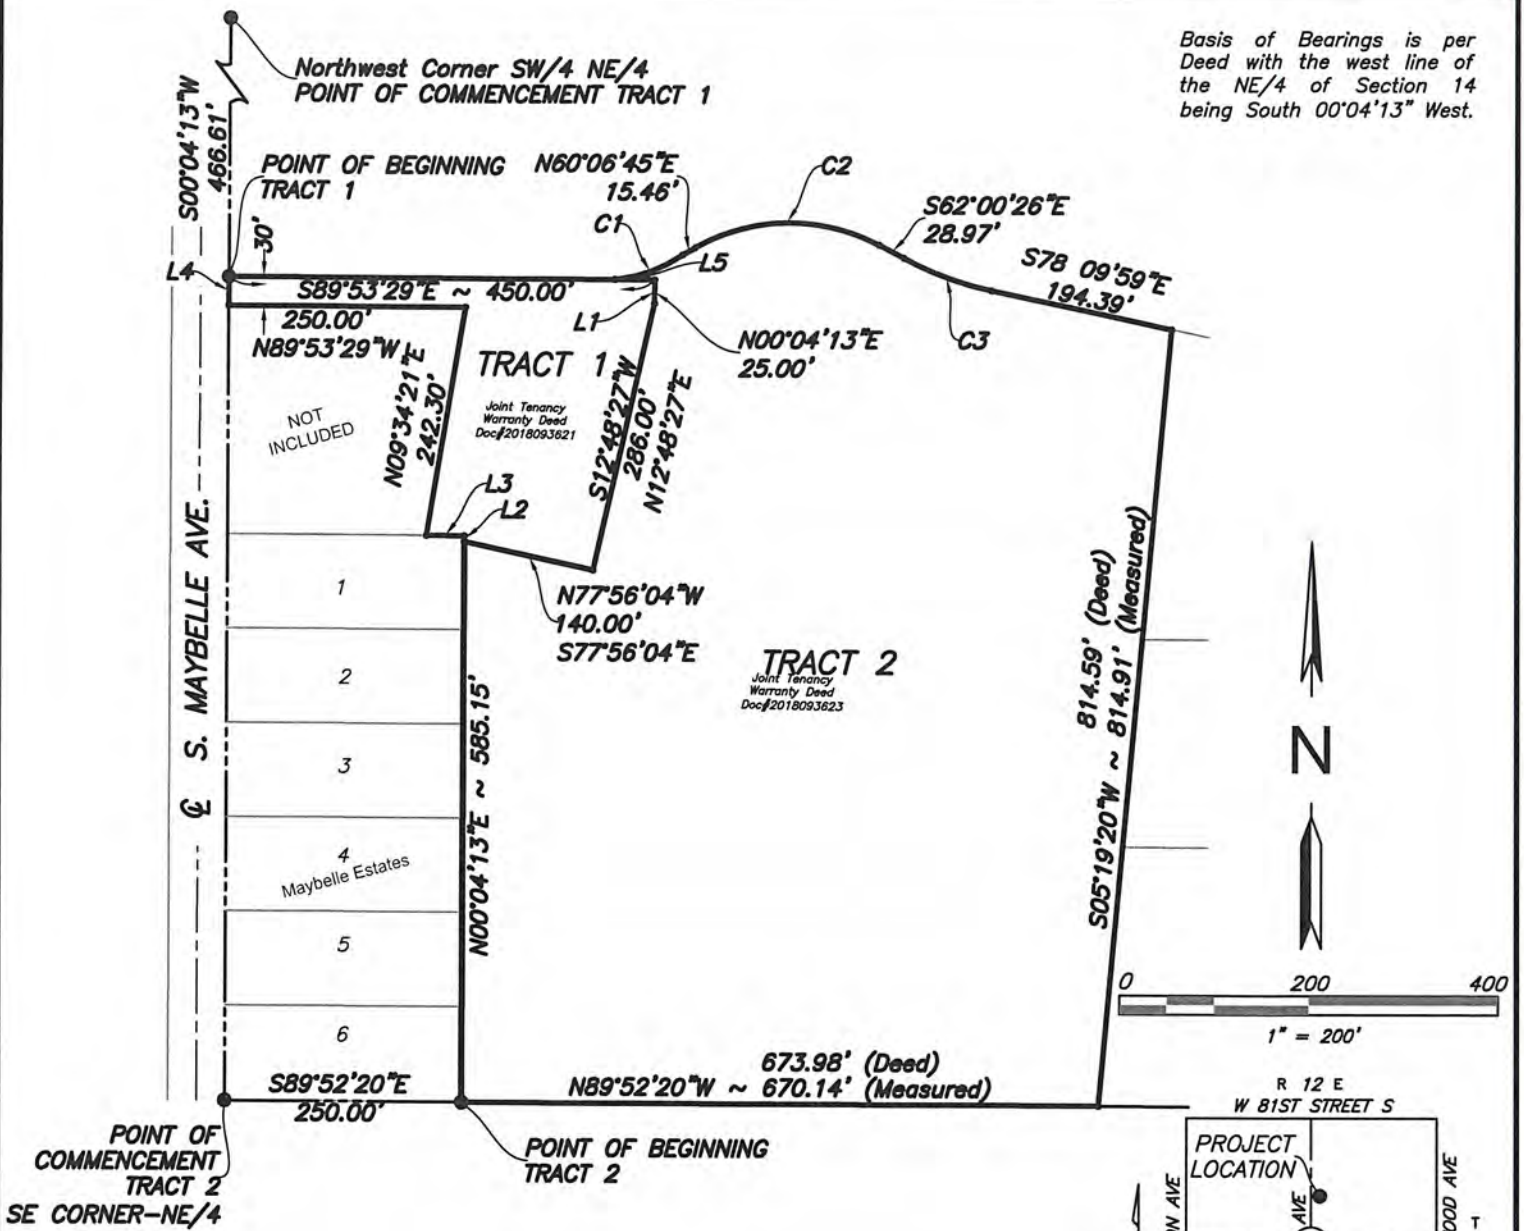 Northwest Corner SW/4 NE/4
POINT OF COMMENCEMENT TRACT 1
Basis of Bearings is per
Deed with the west line of
the NE/4 of Section 14
being South 00°04'13" West.
S00°04'13"W
466.61'
POINT OF BEGINNING
TRACT 1
N60°06'45"E
15.46'
C1
C2
S62°00'26"E
28.97'
S78 09'59"E
194.39'
C3
30'
L4
L5
S89°53'29"E ~ 450.00'
250.00'
N89°53'29"W
L1
N00°04'13"E
25.00'
TRACT 1
Joint Tenancy
Warranty Deed
Doc#2018093621
NOT
INCLUDED
N09°34'21"E
242.30'
S12°48'27"W
286.00'
N12°48'27"E
L3
L2
N77°56'04"W
140.00'
S77°56'04"E
TRACT 2
Joint Tenancy
Warranty Deed
Doc#2018093623
814.59' (Deed)
S05°19'20"W ~ 814.91' (Measured)
℄ S. MAYBELLE AVE.
1
2
3
4
Maybelle Estates
5
6
N00°04'13"E ~ 585.15'
N
0 200 400
1" = 200'
S89°52'20"E
250.00'
673.98' (Deed)
N89°52'20"W ~ 670.14' (Measured)
POINT OF
COMMENCEMENT
TRACT 2
SE CORNER-NE/4
POINT OF BEGINNING
TRACT 2
R 12 E
W 81ST STREET S
PROJECT
LOCATION
N AVE
AVE
OOD AVE
T